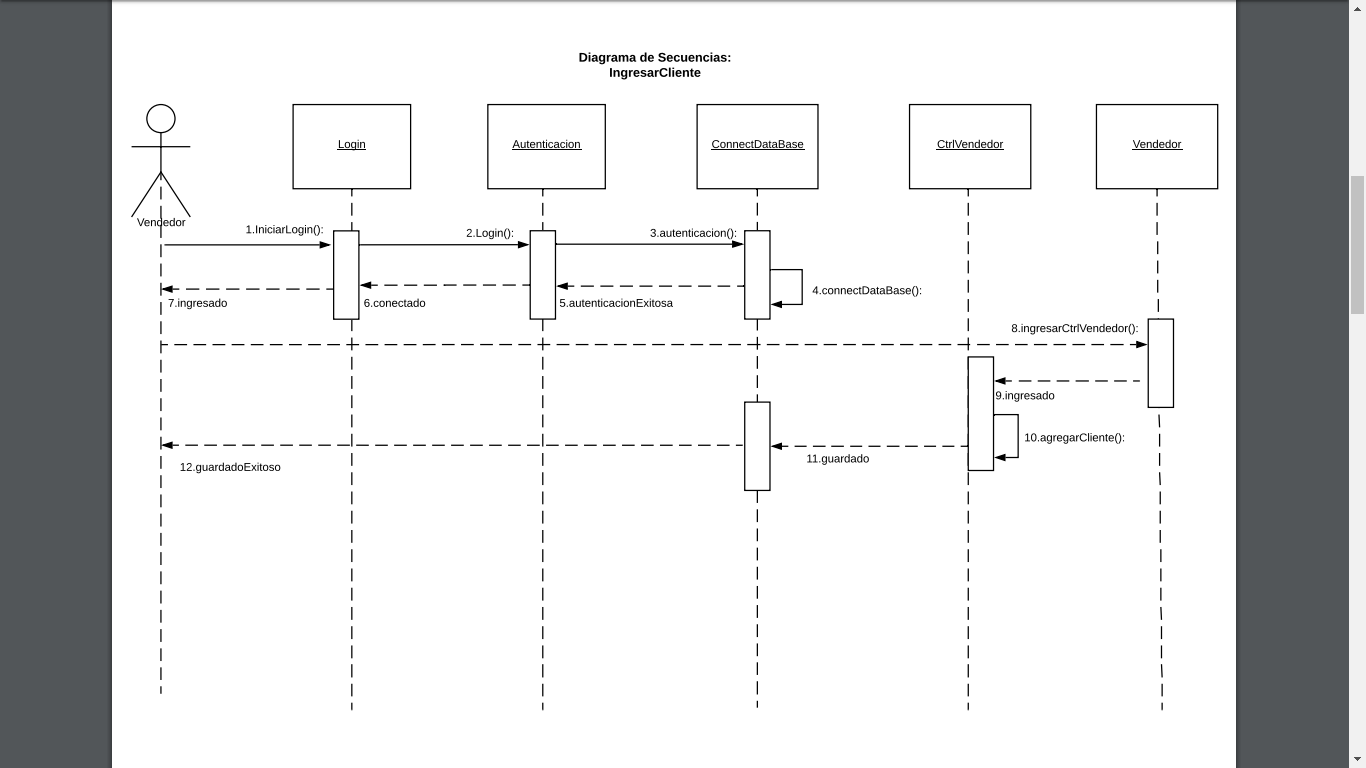 Diagrama de Secuencias:
IngresarCliente
Login
Autenticacion
ConnectDataBase
CtrlVendedor
Vendedor
Vendedor
1.IniciarLogin():
2.Login():
3.autenticacion():
4.connectDataBase():
7.ingresado
6.conectado
5.autenticacionExitosa
8.ingresarCtrlVendedor():
9.ingresado
10.agregarCliente():
11.guardado
12.guardadoExitoso